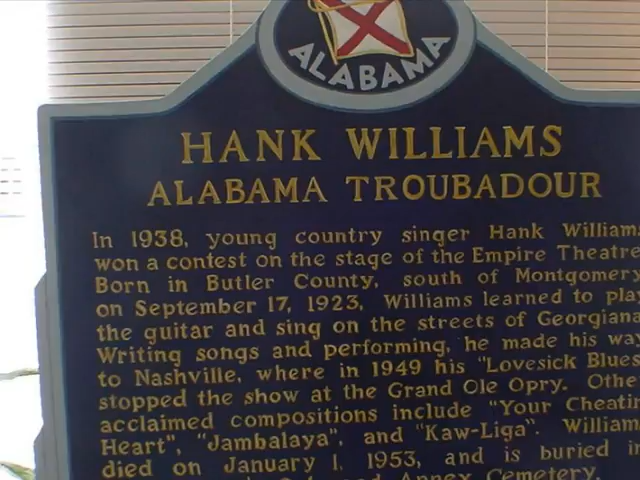 ALABAMA
HANK WILLIAMS
ALABAMA TROUBADOUR
In 1938, young country singer Hank Williams
won a contest on the stage of the Empire Theatre
Born in Butler County, south of Montgomery
on September 17, 1923, Williams learned to pla
the guitar and sing on the streets of Georgiana
Writing songs and performing, he made his way
to Nashville, where in 1949 his "Lovesick Blues
stopped the show at the Grand Ole Opry. Othe
acclaimed compositions include "Your Cheatin
Heart", "Jambalaya", and "Kaw-Liga". William
died on January 1, 1953, and is buried in
Annex Cemetery.